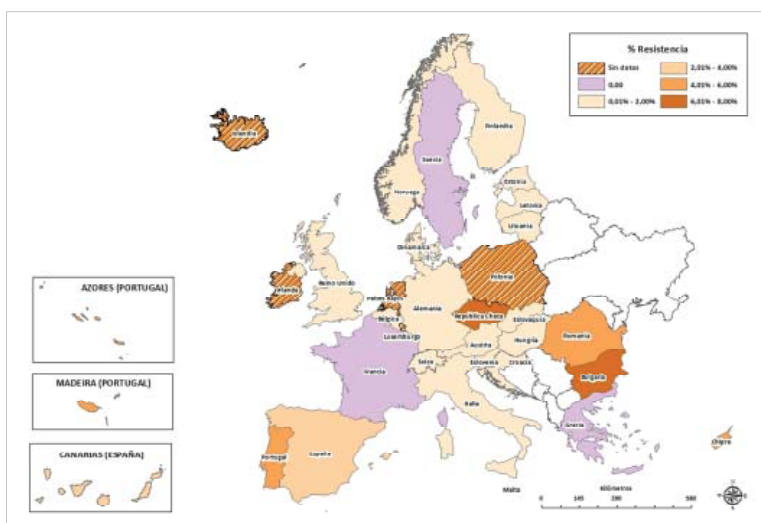 % Resistencia
Sin datos
0,00
0,01% - 2,00%
2,01% - 4,00%
4,01% - 6,00%
6,01% - 8,00%
Islandia
Finlandia
Suecia
Noruega
Estonia
Letonia
Lituania
Dinamarca
Irlanda
Reino Unido
Países Bajos
Polonia
Alemania
Bélgica
República Checa
Eslovaquia
Luxemburgo
Austria
Hungría
Rumania
Francia
Suiza
Eslovenia
Croacia
Bulgaria
Italia
Grecia
Portugal
España
Chipre
Malta
AZORES (PORTUGAL)
MADEIRA (PORTUGAL)
CANARIAS (ESPAÑA)
Kilómetros
0
145
290
580